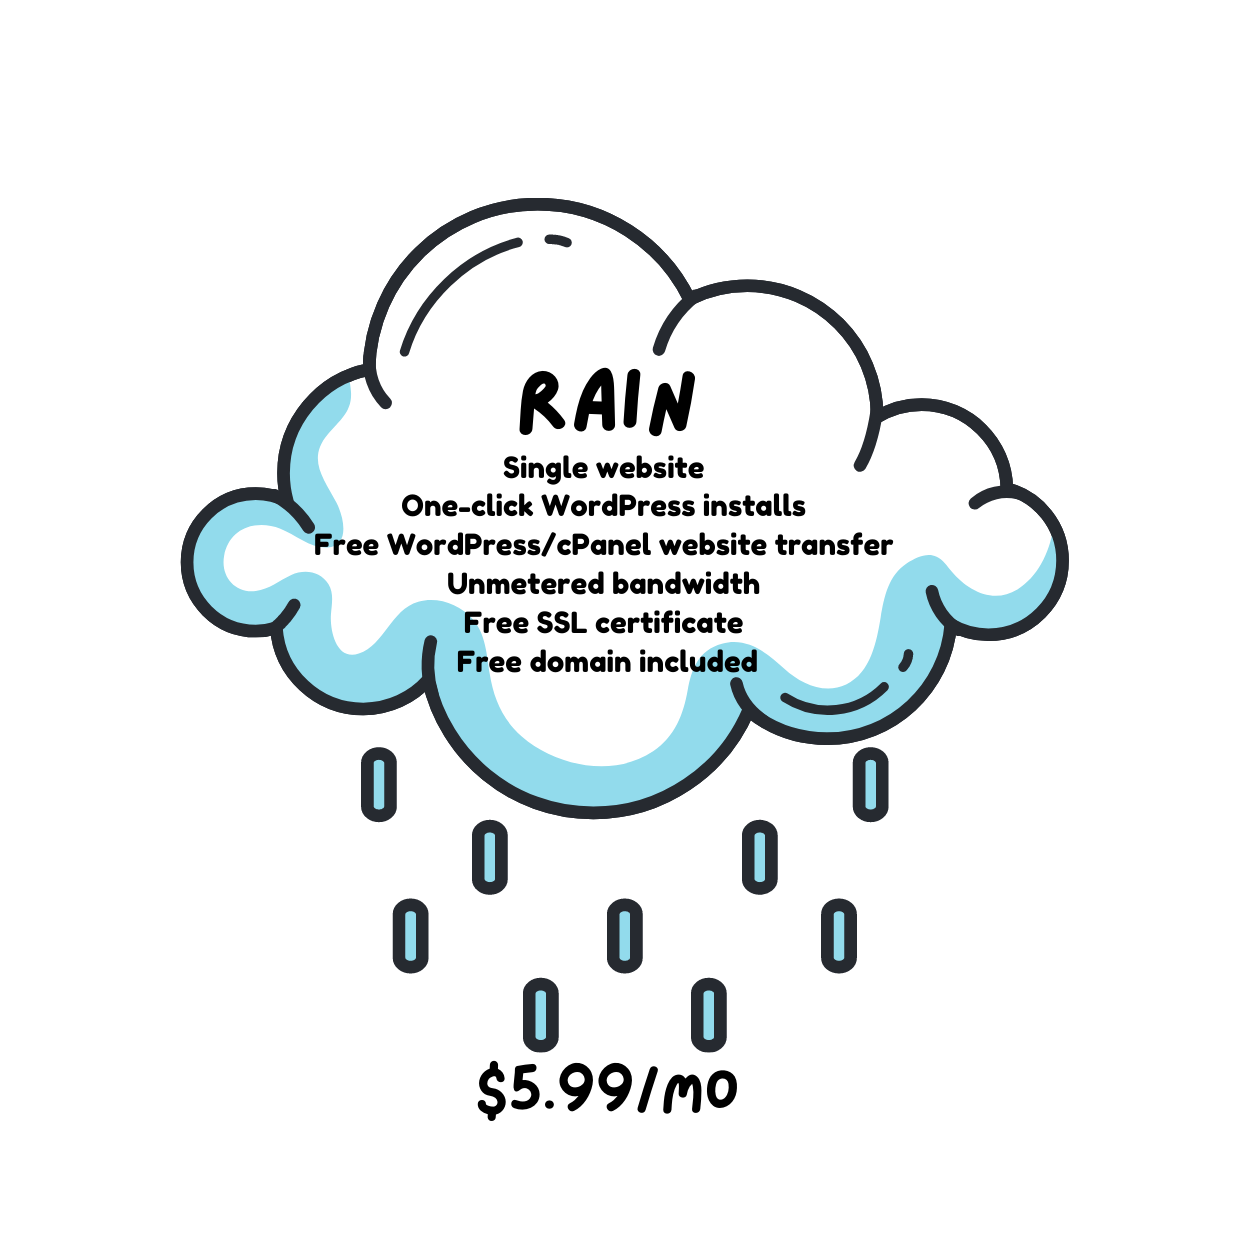 RAIN
Single website
One-click WordPress installs
Free WordPress/cPanel website transfer
Unmetered bandwidth
Free SSL certificate
Free domain included
$5.99/mo